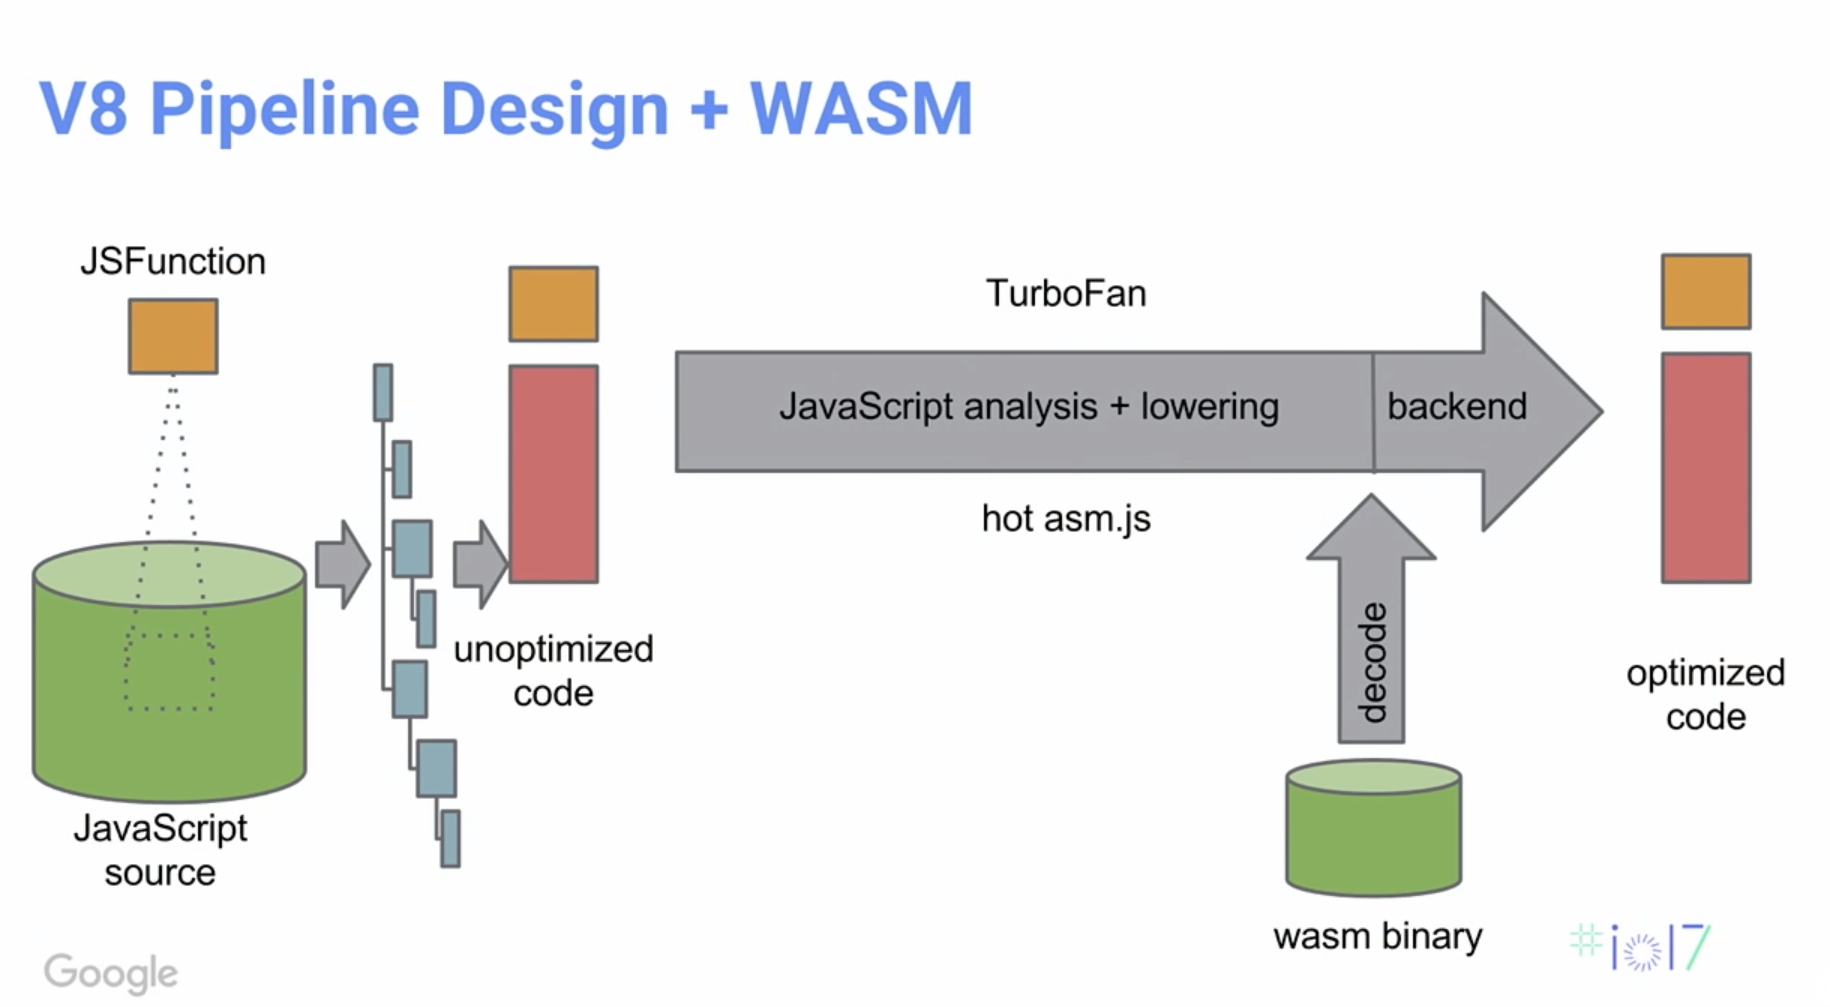 V8 Pipeline Design + WASM
JSFunction
TurboFan
JavaScript analysis + lowering
backend
hot asm.js
unoptimized
code
decode
optimized
code
JavaScript
source
wasm binary
Google
#io17